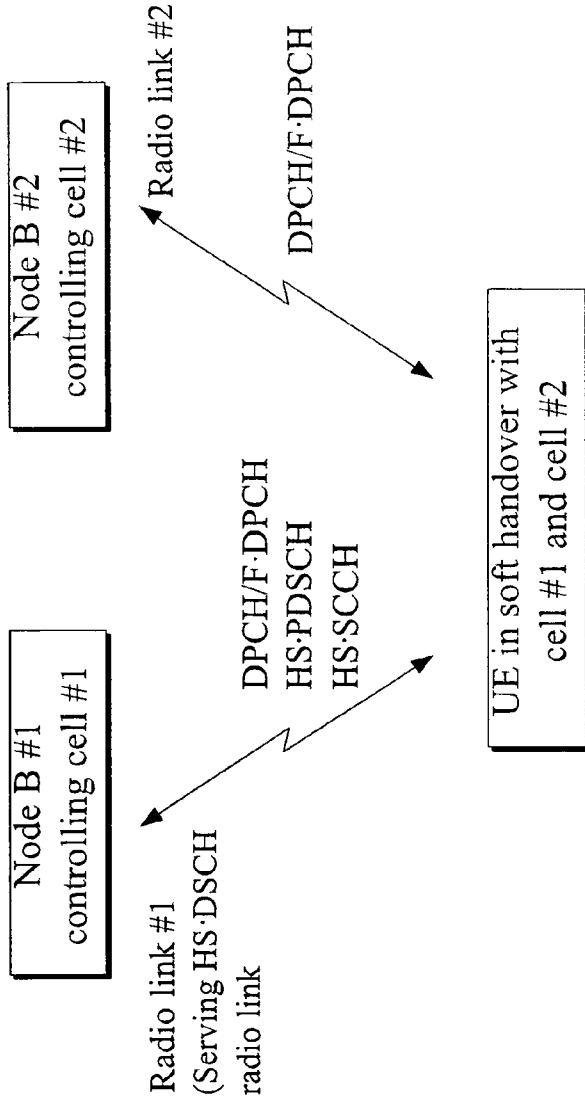 Node B #1
controlling cell #1
Node B #2
controlling cell #2
Radio link #1
(Serving HS·DSCH
radio link
DPCH/F·DPCH
HS·PDSCH
HS·SCCH
Radio link #2
DPCH/F·DPCH
UE in soft handover with
cell #1 and cell #2